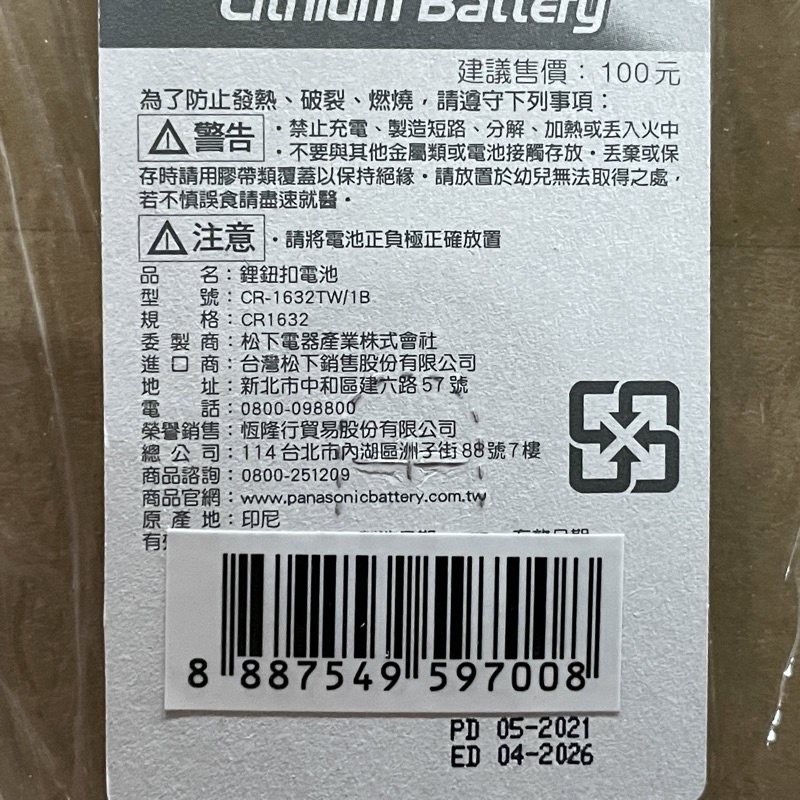 Lithium Battery
建議售價：100元
為了防止發熱、破裂、燃燒，請遵守下列事項：
警告・禁止充電、製造短路、分解、加熱或丟入火中
・不要與其他金屬類或電池接觸存放・丟棄或保
存時請用膠帶類覆蓋以保持絕緣・請放置於幼兒無法取得之處，
若不慎誤食請盡速就醫・
注意・請將電池正負極正確放置
品名：鋰鈕扣電池
型號：CR-1632TW/1B
規格：CR1632
委製商：松下電器產業株式會社
進口商：台灣松下銷售股份有限公司
地址：新北市中和區建六路57號
電話：0800-098800
榮譽銷售：恆隆行貿易股份有限公司
總公司：114台北市內湖區洲子街88號7樓
商品諮詢：0800-251209
商品官網：www.panasonicbattery.com.tw
原產地：印尼
8 887549 597008
PD 05-2021
ED 04-2026